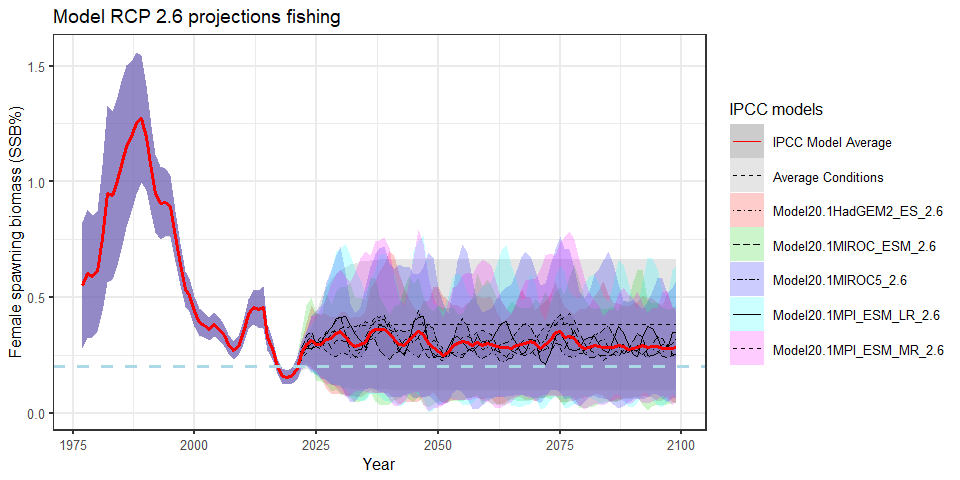 Model RCP 2.6 projections fishing
Female spawning biomass (SSB%)
1.5
1.0
0.5
0.0
1975 2000 2025 2050 2075 2100
Year
IPCC models
IPCC Model Average
Average Conditions
Model20.1HadGEM2_ES_2.6
Model20.1MIROC_ESM_2.6
Model20.1MIROC5_2.6
Model20.1MPI_ESM_LR_2.6
Model20.1MPI_ESM_MR_2.6